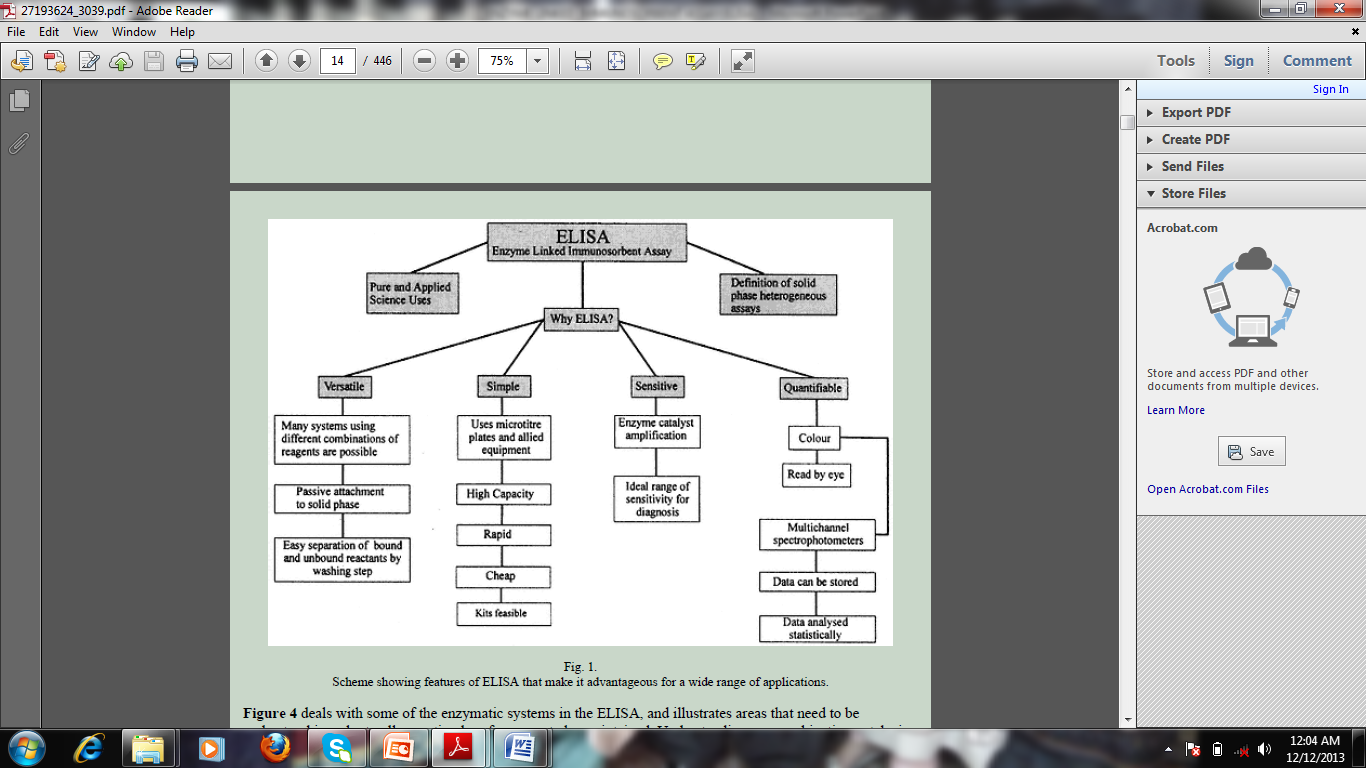 27193624_3039.pdf - Adobe Reader
File Edit View Window Help
14 / 446 75% Tools Sign Comment
Sign In
Export PDF
Create PDF
Send Files
Store Files
Acrobat.com
Store and access PDF and other
documents from multiple devices.
Learn More
Save
Open Acrobat.com Files
ELISA
Enzyme Linked Immunosorbent Assay
Pure and Applied
Science Uses
Definition of solid
phase heterogeneous
assays
Why ELISA?
Versatile
Many systems using
different combinations of
reagents are possible
Passive attachment
to solid phase
Easy separation of bound
and unbound reactants by
washing step
Simple
Uses microtitre
plates and allied
equipment
High Capacity
Rapid
Cheap
Kits feasible
Sensitive
Enzyme catalyst
amplification
Ideal range of
sensitivity for
diagnosis
Quantifiable
Colour
Read by eye
Multichannel
spectrophotometers
Data can be stored
Data analysed
statistically
Fig. 1.
Scheme showing features of ELISA that make it advantageous for a wide range of applications.
Figure 4 deals with some of the enzymatic systems in the ELISA, and illustrates areas that need to be
12:04 AM
12/12/2013